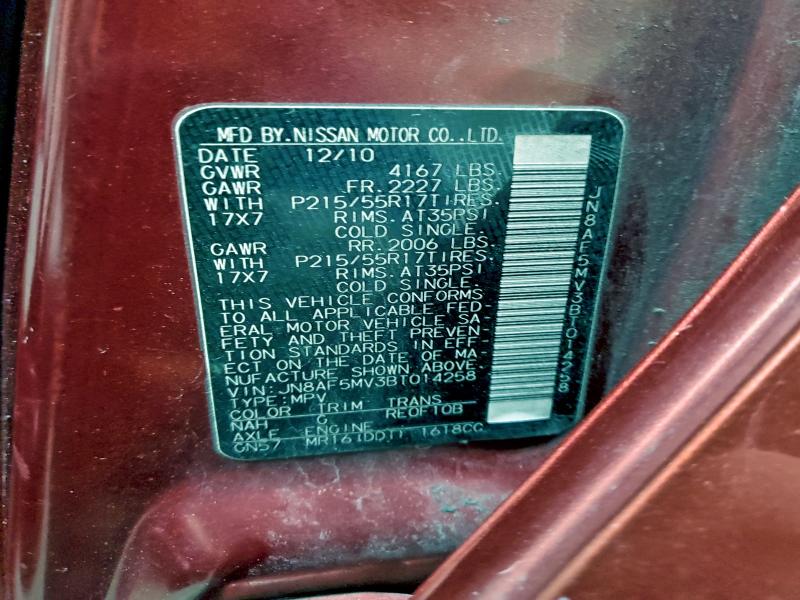 MFD BY.NISSAN MOTOR CO.,LTD.
DATE 12/10
GVWR 4167 LBS.
GAWR FR. 2227 LBS.
WITH P215/55R17TIRES.
17X7 RIMS. AT35PSI
COLD SINGLE.
GAWR RR. 2006 LBS.
WITH P215/55R17TIRES.
17X7 RIMS. AT35PSI
COLD SINGLE.
THIS VEHICLE CONFORMS
TO ALL APPLICABLE FED-
ERAL MOTOR VEHICLE SA
FETY AND THEFT PREVEN-
TION STANDARDS IN EFF-
ECT ON THE DATE OF MA-
NUFACTURE SHOWN ABOVE.
VIN: JN8AF5MV3BT014258
TYPE: MPV
COLOR TRIM TRANS
NAH G REOF10B
AXLE ENGINE
GN57 MR16(DDT) 1618CC
JN8AF5MV3BT014258